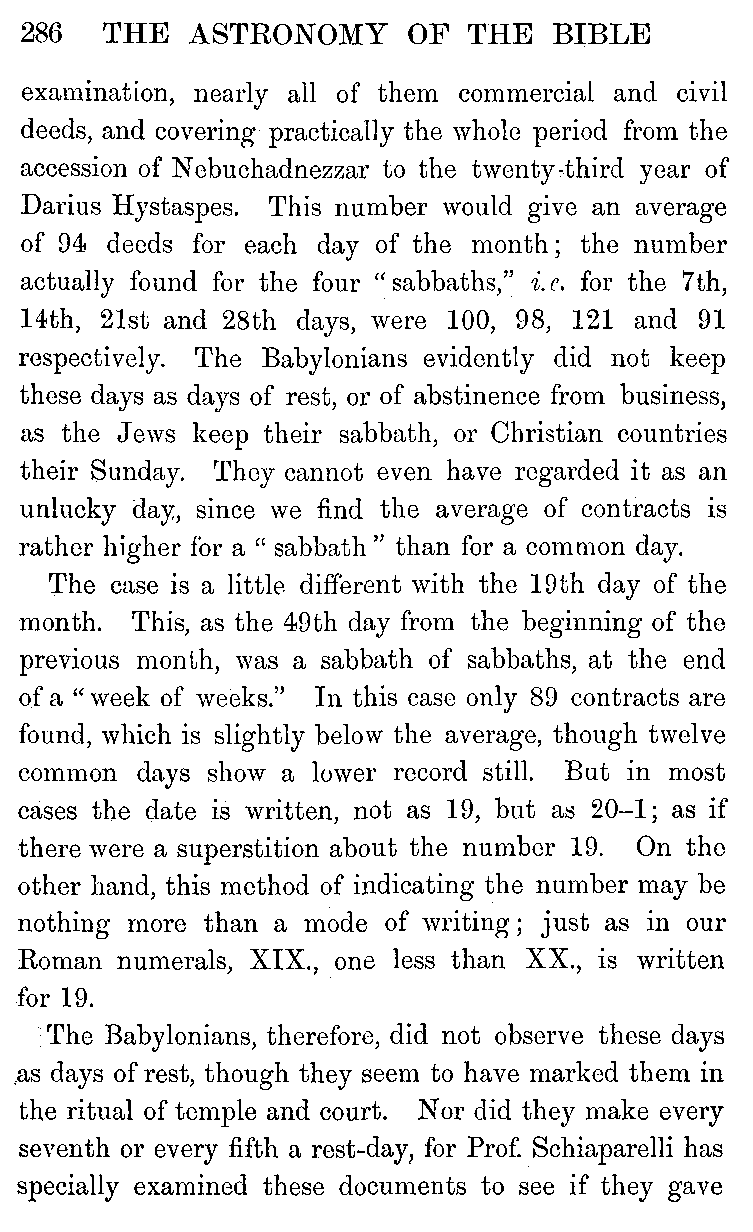 286 THE ASTRONOMY OF THE BIBLE
examination, nearly all of them commercial and civil
deeds, and covering practically the whole period from the
accession of Nebuchadnezzar to the twenty-third year of
Darius Hystaspes. This number would give an average
of 94 deeds for each day of the month; the number
actually found for the four "sabbaths," i.e. for the 7th,
14th, 21st and 28th days, were 100, 98, 121 and 91
respectively. The Babylonians evidently did not keep
these days as days of rest, or of abstinence from business,
as the Jews keep their sabbath, or Christian countries
their Sunday. They cannot even have regarded it as an
unlucky day, since we find the average of contracts is
rather higher for a "sabbath" than for a common day.
The case is a little different with the 19th day of the
month. This, as the 49th day from the beginning of the
previous month, was a sabbath of sabbaths, at the end
of a "week of weeks." In this case only 89 contracts are
found, which is slightly below the average, though twelve
common days show a lower record still. But in most
cases the date is written, not as 19, but as 20–1; as if
there were a superstition about the number 19. On the
other hand, this method of indicating the number may be
nothing more than a mode of writing; just as in our
Roman numerals, XIX., one less than XX., is written
for 19.
The Babylonians, therefore, did not observe these days
as days of rest, though they seem to have marked them in
the ritual of temple and court. Nor did they make every
seventh or every fifth a rest-day, for Prof. Schiaparelli has
specially examined these documents to see if they gave